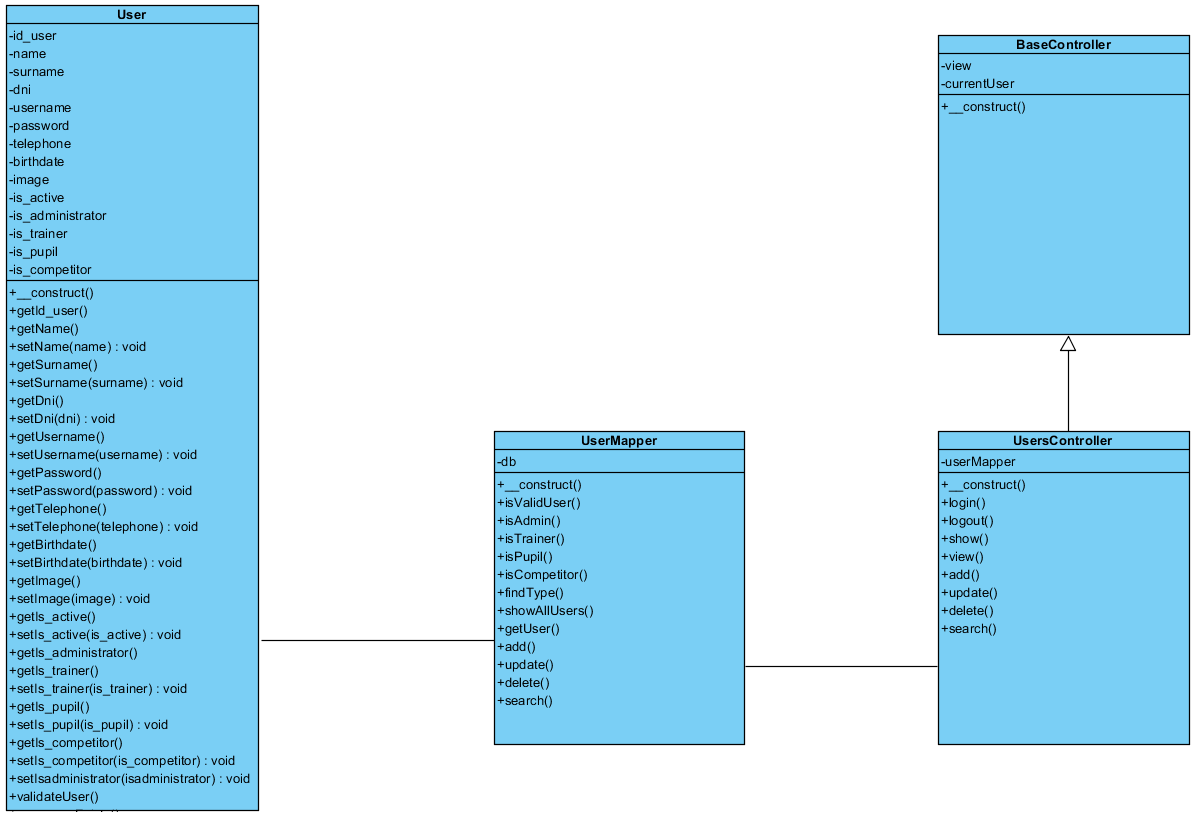 User
-id_user
-name
-surname
-dni
-username
-password
-telephone
-birthdate
-image
-is_active
-is_administrator
-is_trainer
-is_pupil
-is_competitor
+__construct()
+getId_user()
+getName()
+setName(name) : void
+getSurname()
+setSurname(surname) : void
+getDni()
+setDni(dni) : void
+getUsername()
+setUsername(username) : void
+getPassword()
+setPassword(password) : void
+getTelephone()
+setTelephone(telephone) : void
+getBirthdate()
+setBirthdate(birthdate) : void
+getImage()
+setImage(image) : void
+getIs_active()
+setIs_active(is_active) : void
+getIs_administrator()
+getIs_trainer()
+setIs_trainer(is_trainer) : void
+getIs_pupil()
+setIs_pupil(is_pupil) : void
+getIs_competitor()
+setIs_competitor(is_competitor) : void
+setIsadministrator(isadministrator) : void
+validateUser()
UserMapper
-db
+__construct()
+isValidUser()
+isAdmin()
+isTrainer()
+isPupil()
+isCompetitor()
+findType()
+showAllUsers()
+getUser()
+add()
+update()
+delete()
+search()
BaseController
-view
-currentUser
+__construct()
UsersController
-userMapper
+__construct()
+login()
+logout()
+show()
+view()
+add()
+update()
+delete()
+search()